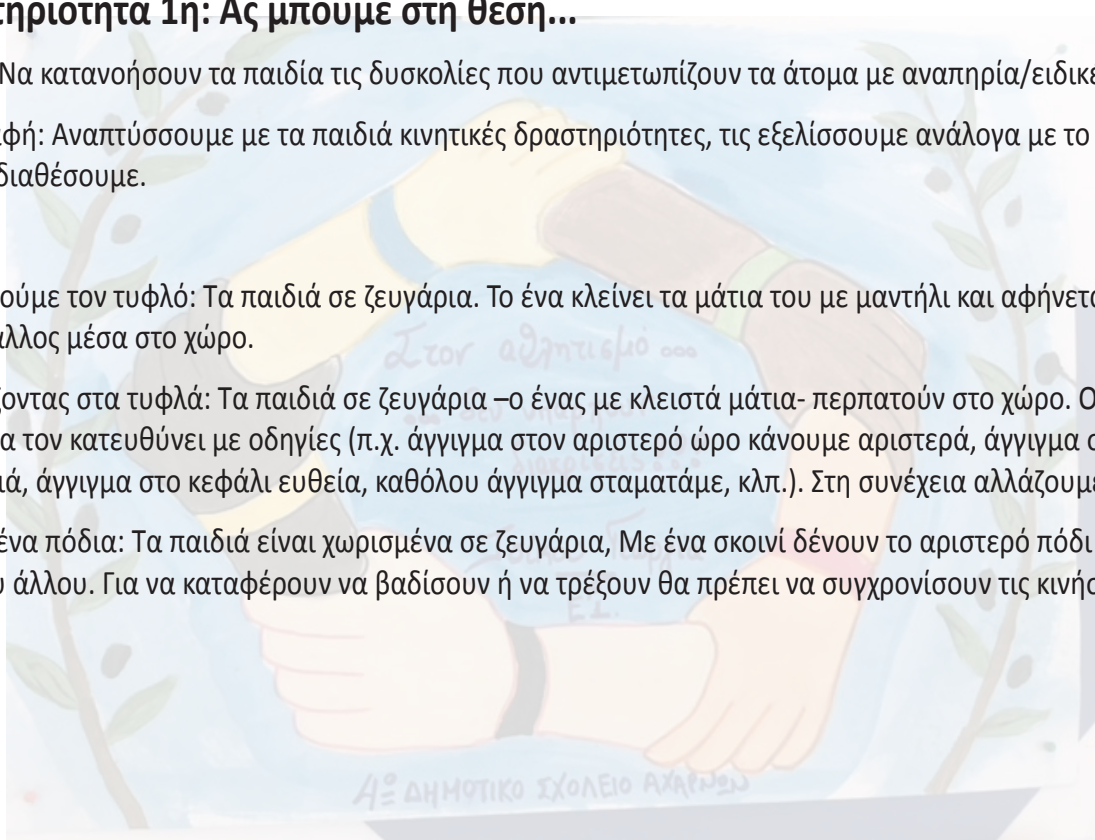 τηριότητα 1η: Ας μπούμε στη θέση...
Να κατανοήσουν τα παιδία τις δυσκολίες που αντιμετωπίζουν τα άτομα με αναπηρία/ειδικέ
φή: Αναπτύσσουμε με τα παιδιά κινητικές δραστηριότητες, τις εξελίσσουμε ανάλογα με το
διαθέσουμε.
ούμε τον τυφλό: Τα παιδιά σε ζευγάρια. Το ένα κλείνει τα μάτια του με μαντήλι και αφήνετα
άλλος μέσα στο χώρο.
Στον αθλητισμό ...
ζοντας στα τυφλά: Τα παιδιά σε ζευγάρια –ο ένας με κλειστά μάτια- περπατούν στο χώρο. Ο
α τον κατευθύνει με οδηγίες (π.χ. άγγιγμα στον αριστερό ώρο κάνουμε αριστερά, άγγιγμα σ
ιά, άγγιγμα στο κεφάλι ευθεία, καθόλου άγγιγμα σταματάμε, κλπ.). Στη συνέχεια αλλάζουμε
ένα πόδια: Τα παιδιά είναι χωρισμένα σε ζευγάρια, Με ένα σκοινί δένουν το αριστερό πόδι
υ άλλου. Για να καταφέρουν να βαδίσουν ή να τρέξουν θα πρέπει να συγχρονίσουν τις κινήσ
ΔΗΜΟΤΙΚΟ ΣΧΟΛΕΙΟ ΑΧΑΡΝΩΝ